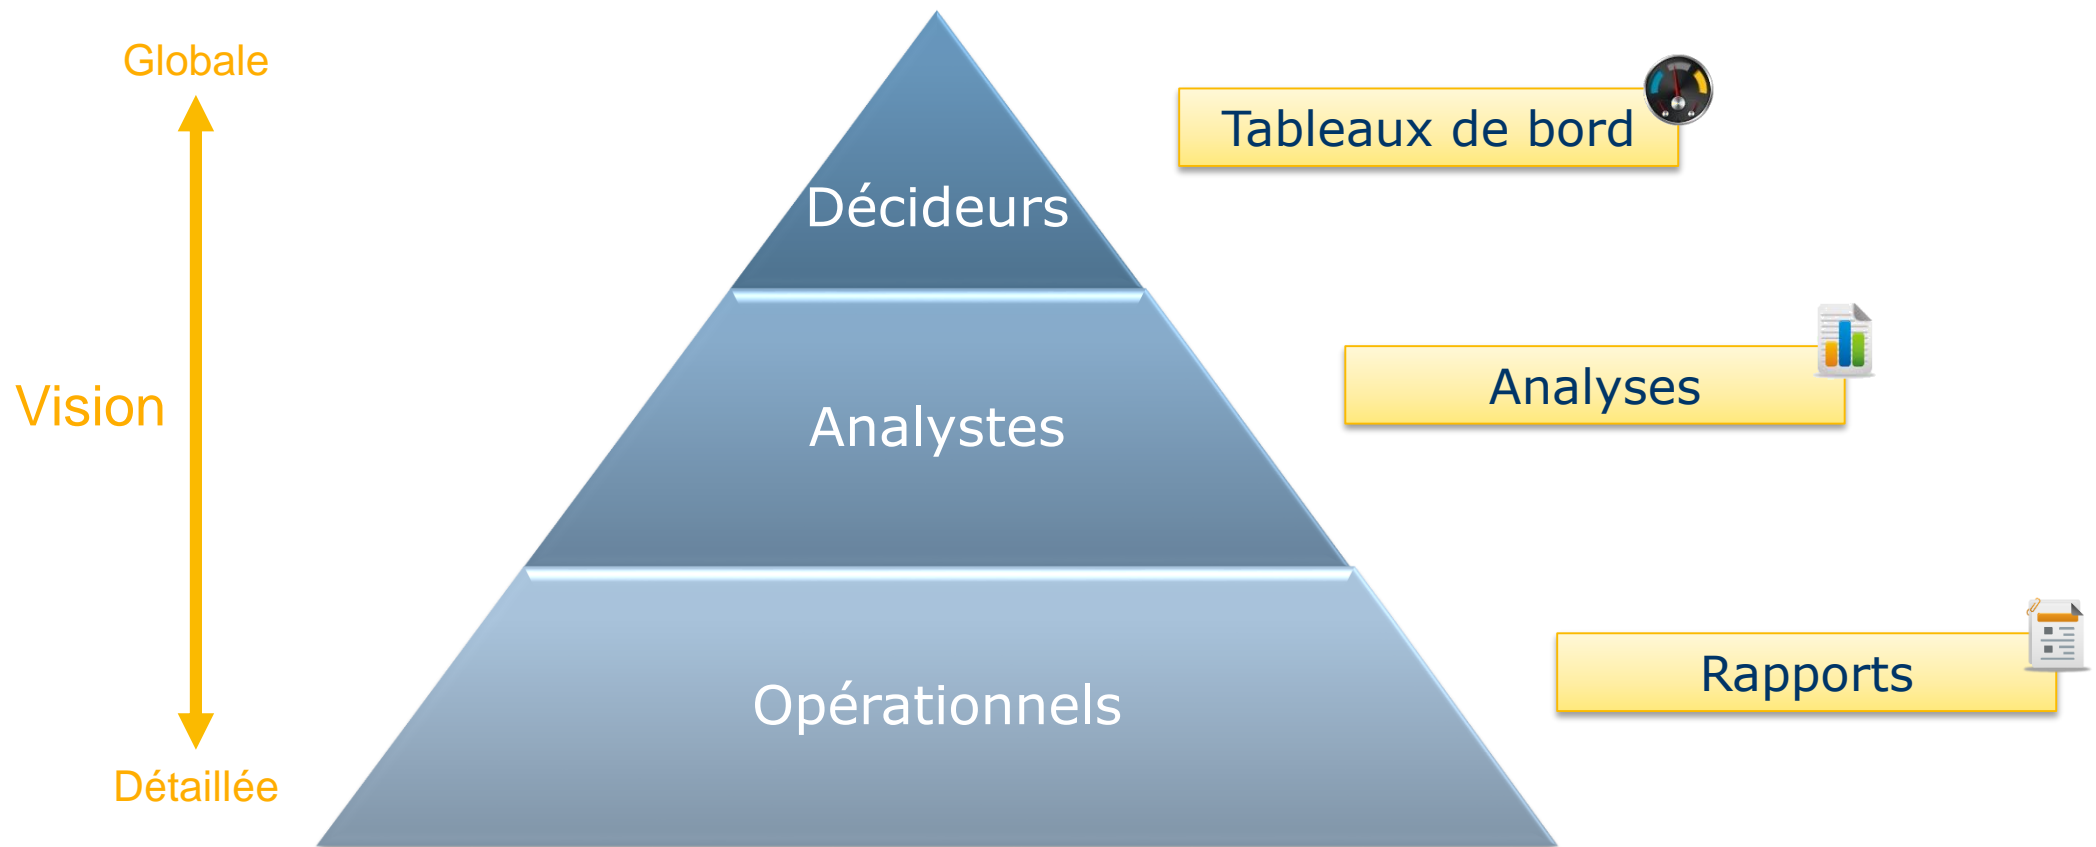 Globale
Tableaux de bord
Décideurs
Vision
Analyses
Analystes
Rapports
Opérationnels
Détaillée